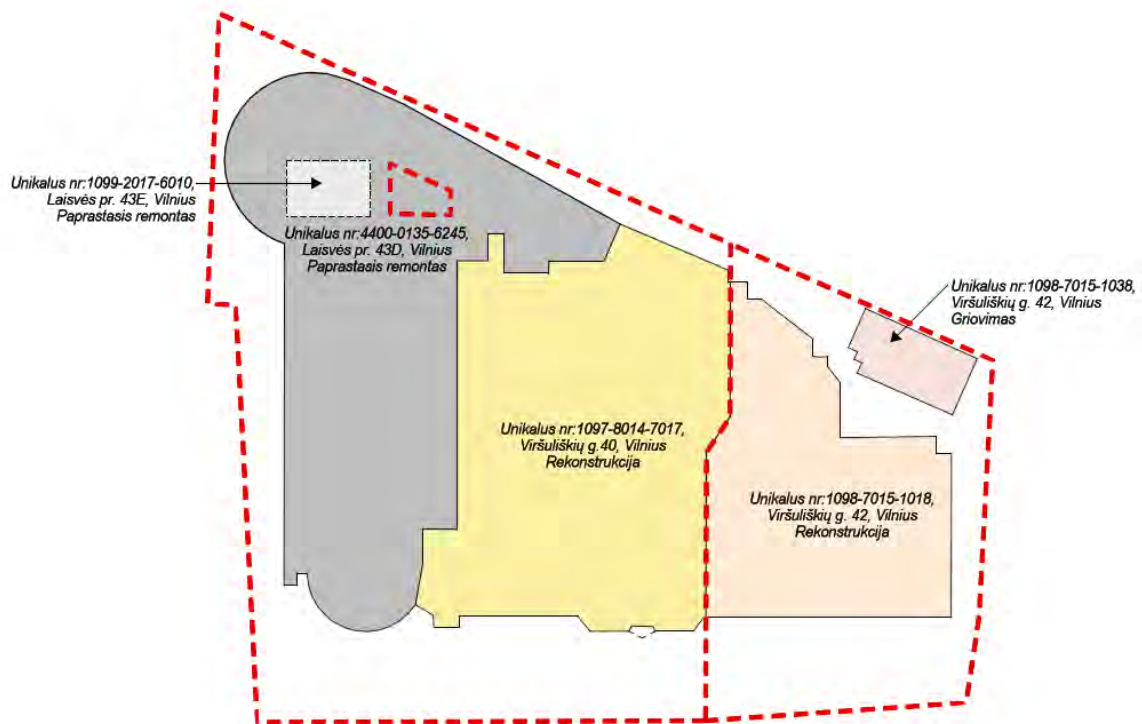 Unikalus nr:1099-2017-6010,
Laisvės pr. 43E, Vilnius
Paprastasis remontas
Unikalus nr:4400-0135-6245,
Laisvės pr. 43D, Vilnius
Paprastasis remontas
Unikalus nr:1098-7015-1038,
Viršuliškių g. 42, Vilnius
Griovimas
Unikalus nr:1097-8014-7017,
Viršuliškių g.40, Vilnius
Rekonstrukcija
Unikalus nr:1098-7015-1018,
Viršuliškių g. 42, Vilnius
Rekonstrukcija